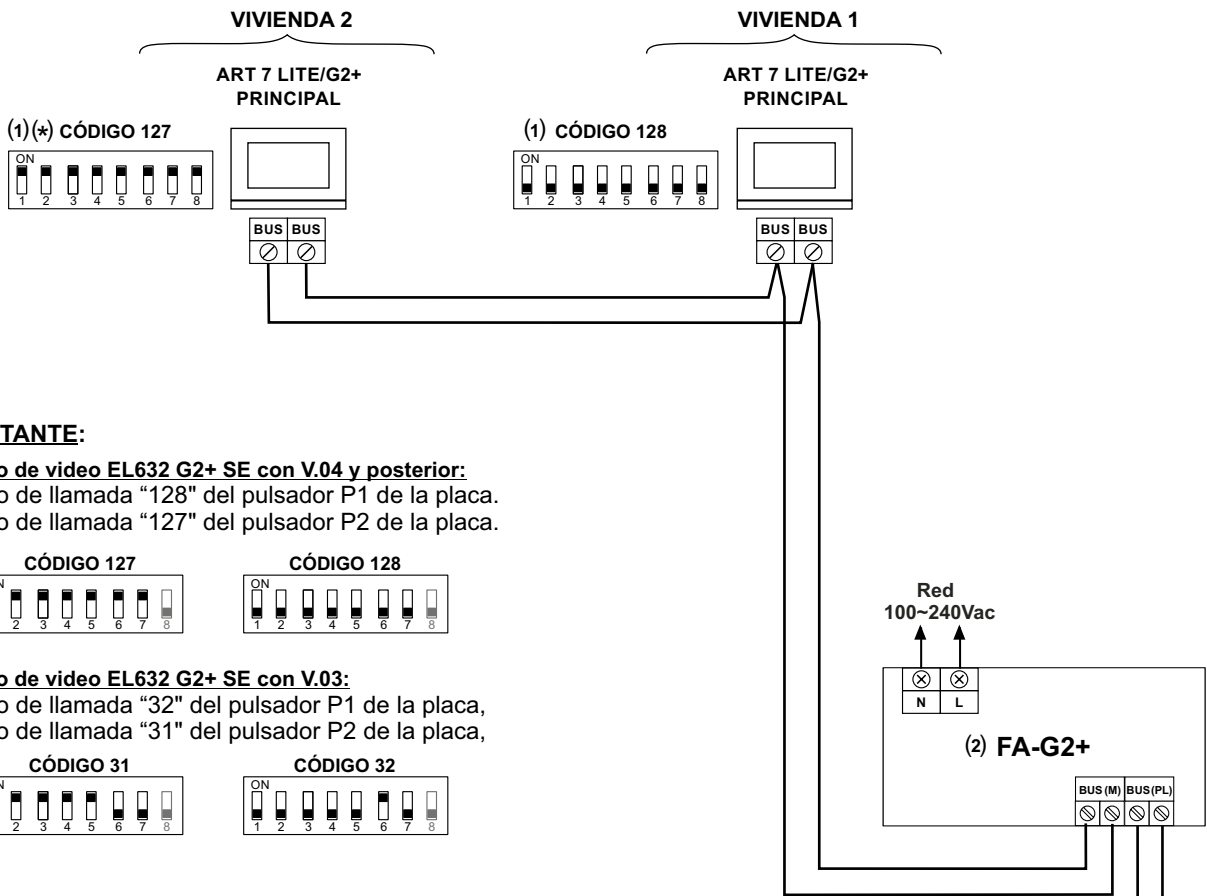 VIVIENDA 2
VIVIENDA 1
ART 7 LITE/G2+
PRINCIPAL
ART 7 LITE/G2+
PRINCIPAL
(1)(*) CÓDIGO 127
ON
1 2 3 4 5 6 7 8
(1) CÓDIGO 128
ON
1 2 3 4 5 6 7 8
BUS BUS
BUS BUS
TANTE:
o de video EL632 G2+ SE con V.04 y posterior:
o de llamada “128" del pulsador P1 de la placa.
o de llamada “127" del pulsador P2 de la placa.
CÓDIGO 127
N
2 3 4 5 6 7 8
CÓDIGO 128
ON
1 2 3 4 5 6 7 8
o de video EL632 G2+ SE con V.03:
o de llamada “32" del pulsador P1 de la placa,
o de llamada “31" del pulsador P2 de la placa,
CÓDIGO 31
N
2 3 4 5 6 7 8
CÓDIGO 32
ON
1 2 3 4 5 6 7 8
Red
100~240Vac
N L
(2) FA-G2+
BUS (M) BUS(PL)